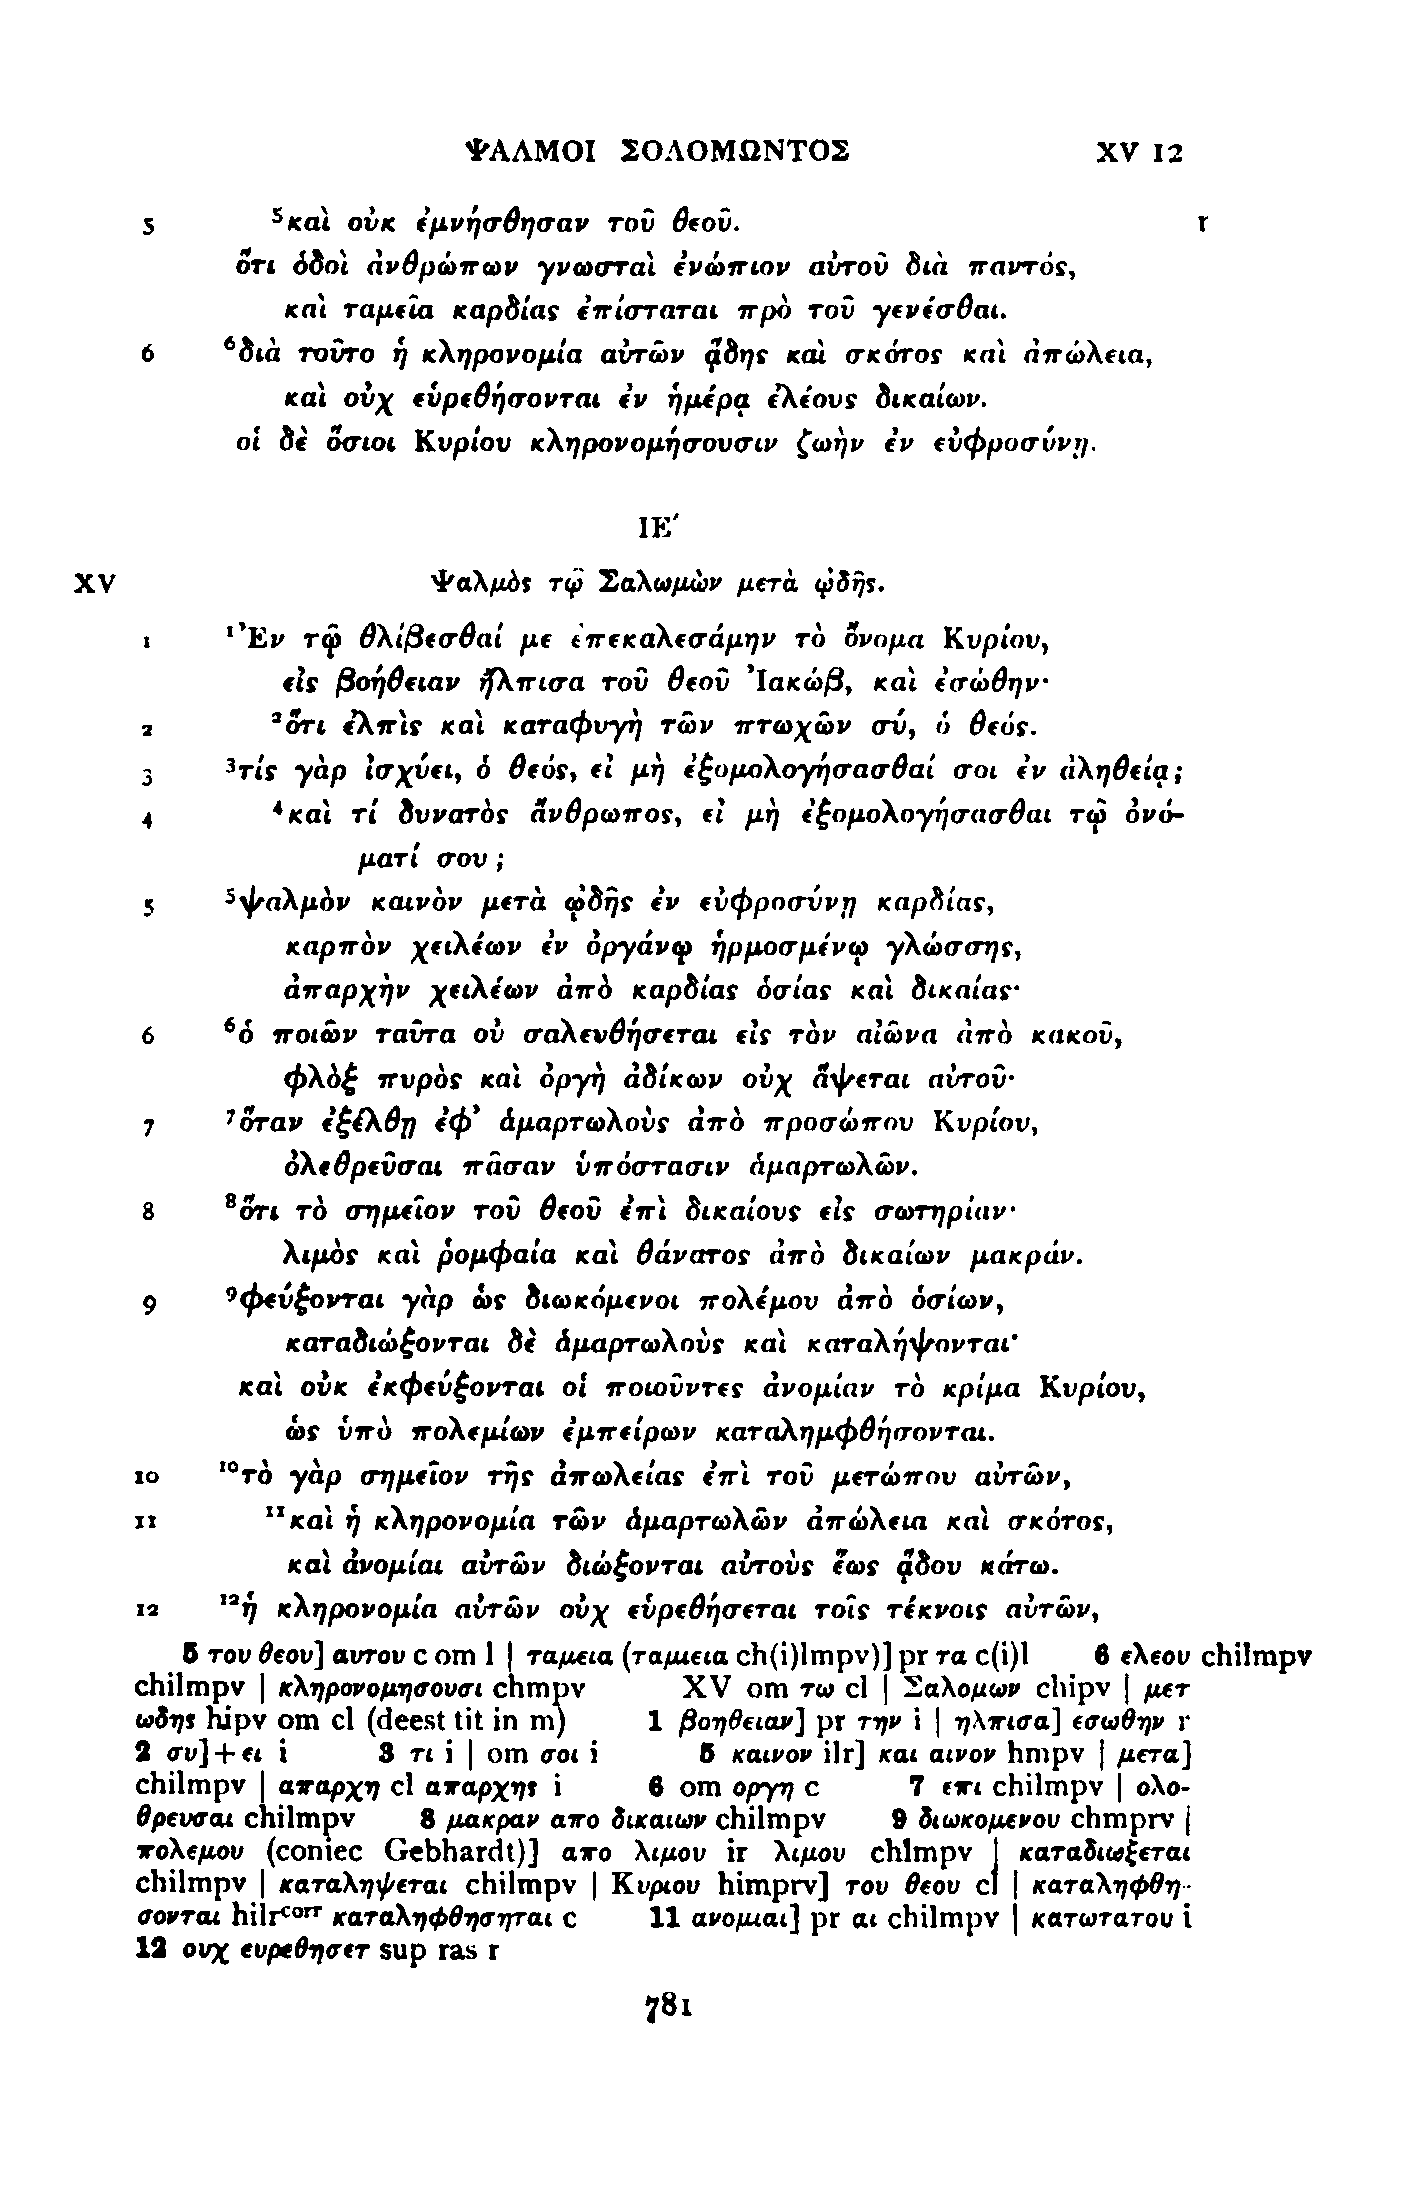 ΨΑΛΜΟΙ ΣΟΛΟΜΩΝΤΟΣ XV 12
5 ⁵καὶ οὐκ ἐμνήσθησαν τοῦ θεοῦ. r
ὅτι ὁδοὶ ἀνθρώπων γνωσταὶ ἐνώπιον αὐτοῦ διὰ παντός,
καὶ ταμεῖα καρδίας ἐπίσταται πρὸ τοῦ γενέσθαι.
6 ⁶διὰ τοῦτο ἡ κληρονομία αὐτῶν ᾅδης καὶ σκότος καὶ ἀπώλεια,
καὶ οὐχ εὑρεθήσονται ἐν ἡμέρᾳ ἐλέους δικαίων.
οἱ δὲ ὅσιοι Κυρίου κληρονομήσουσιν ζωὴν ἐν εὐφροσύνῃ.
ΙΕ′
XV Ψαλμὸς τῷ Σαλωμὼν μετὰ ᾠδῆς.
1 ¹Ἐν τῷ θλίβεσθαί με ἐπεκαλεσάμην τὸ ὄνομα Κυρίου,
εἰς βοήθειαν ἤλπισα τοῦ θεοῦ Ἰακώβ, καὶ ἐσώθην·
2 ²ὅτι ἐλπὶς καὶ καταφυγὴ τῶν πτωχῶν σύ, ὁ θεός.
3 ³τίς γὰρ ἰσχύει, ὁ θεός, εἰ μὴ ἐξομολογήσασθαί σοι ἐν ἀληθείᾳ;
4 ⁴καὶ τί δυνατὸς ἄνθρωπος, εἰ μὴ ἐξομολογήσασθαι τῷ ὀνό-
ματί σου ;
5 ⁵ψαλμὸν καινὸν μετὰ ᾠδῆς ἐν εὐφροσύνῃ καρδίας,
καρπὸν χειλέων ἐν ὀργάνῳ ἡρμοσμένῳ γλώσσης,
ἀπαρχὴν χειλέων ἀπὸ καρδίας ὁσίας καὶ δικαίας·
6 ⁶ὁ ποιῶν ταῦτα οὐ σαλευθήσεται εἰς τὸν αἰῶνα ἀπὸ κακοῦ,
φλὸξ πυρὸς καὶ ὀργὴ ἀδίκων οὐχ ἅψεται αὐτοῦ·
7 ⁷ὅταν ἐξέλθῃ ἐφ᾽ ἁμαρτωλοὺς ἀπὸ προσώπου Κυρίου,
ὀλεθρεῦσαι πᾶσαν ὑπόστασιν ἁμαρτωλῶν.
8 ⁸ὅτι τὸ σημεῖον τοῦ θεοῦ ἐπὶ δικαίους εἰς σωτηρίαν·
λιμὸς καὶ ῥομφαία καὶ θάνατος ἀπὸ δικαίων μακράν.
9 ⁹φεύξονται γὰρ ὡς διωκόμενοι πολέμου ἀπὸ ὁσίων,
καταδιώξονται δὲ ἁμαρτωλοὺς καὶ καταλήψονται·
καὶ οὐκ ἐκφεύξονται οἱ ποιοῦντες ἀνομίαν τὸ κρίμα Κυρίου,
ὡς ὑπὸ πολεμίων ἐμπείρων καταλημφθήσονται.
10 ¹⁰τὸ γὰρ σημεῖον τῆς ἀπωλείας ἐπὶ τοῦ μετώπου αὐτῶν,
11 ¹¹καὶ ἡ κληρονομία τῶν ἁμαρτωλῶν ἀπώλεια καὶ σκότος,
καὶ ἀνομίαι αὐτῶν διώξονται αὐτοὺς ἕως ᾅδου κάτω.
12 ¹²ἡ κληρονομία αὐτῶν οὐχ εὑρεθήσεται τοῖς τέκνοις αὐτῶν,
5 του θεου] αυτου c om l | ταμεια (ταμιεια ch(i)lmpv)] pr τα c(i)l 6 ελεου chilmpv
chilmpv | κληρονομησουσι chmpv XV om τω cl | Σαλομων chipv | μετ
ωδης hipv om cl (deest tit in m) 1 βοηθειαν] pr την i | ηλπισα] εσωθην r
2 συ]+ει i 3 τι i | om σοι i 5 καινον ilr] και αινον hmpv | μετα]
chilmpv | απαρχη cl απαρχης i 6 om οργη c 7 επι chilmpv | ολο-
θρευσαι chilmpv 8 μακραν απο δικαιων chilmpv 9 διωκομενου chmprv |
πολεμου (coniec Gebhardt)] απο λιμου ir λιμου chlmpv | καταδιωξεται
chilmpv | καταληψεται chilmpv | Κυριου himprv] του θεου cl | καταληφθη-
σονται hilrᶜᵒʳʳ καταληφθησηται c 11 ανομιαι] pr αι chilmpv | κατωτατου i
12 ουχ ευρεθησετ sup ras r
781